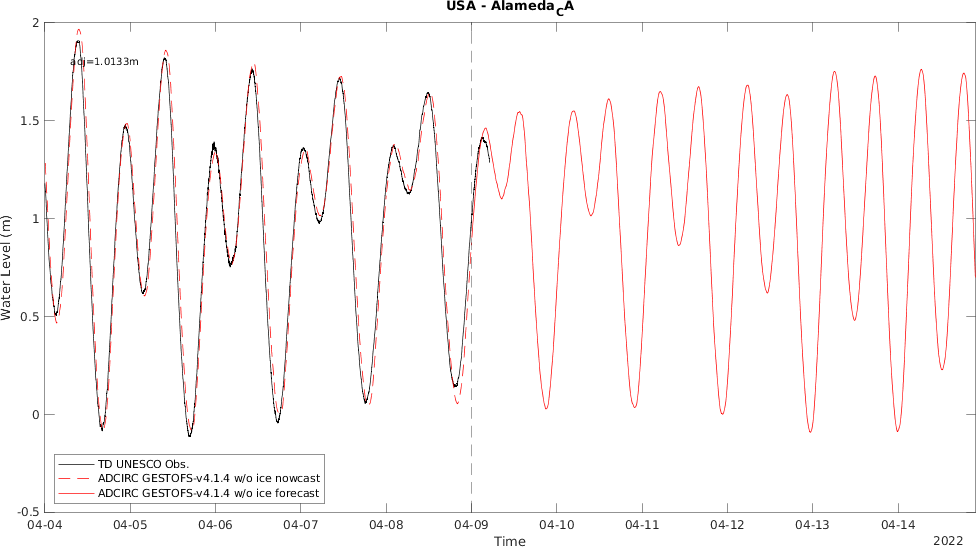 USA - Alameda_CA
2
1.5
1
0.5
0
-0.5
Water Level (m)
adj=1.0133m
TD UNESCO Obs.
ADCIRC GESTOFS-v4.1.4 w/o ice nowcast
ADCIRC GESTOFS-v4.1.4 w/o ice forecast
04-04 04-05 04-06 04-07 04-08 04-09 04-10 04-11 04-12 04-13 04-14
Time
2022